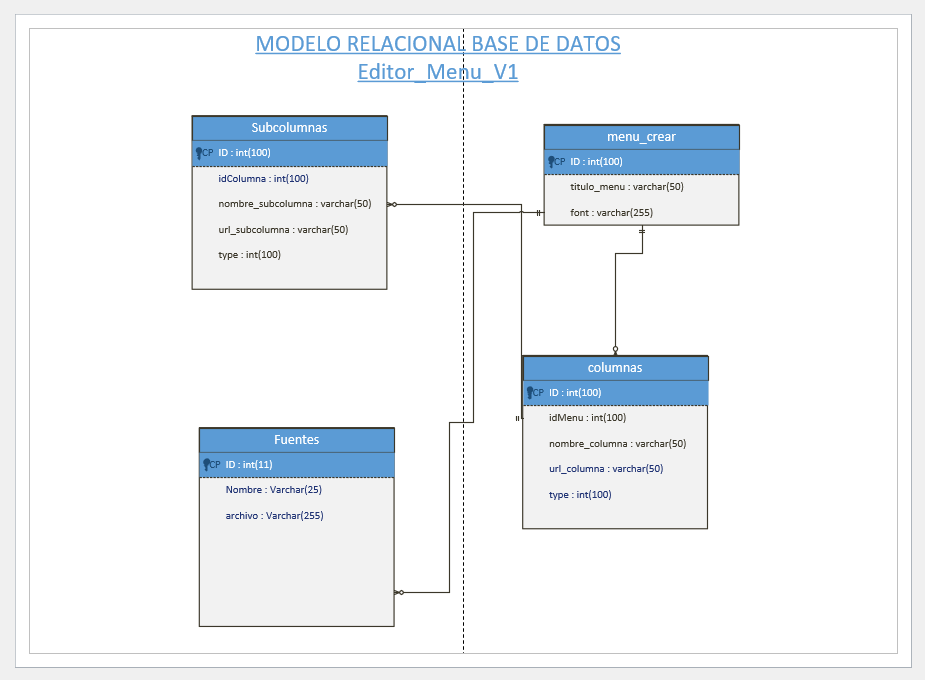 MODELO RELACIONAL BASE DE DATOS
Editor_Menu_V1
Subcolumnas
CP ID : int(100)
idColumna : int(100)
nombre_subcolumna : varchar(50)
url_subcolumna : varchar(50)
type : int(100)
menu_crear
CP ID : int(100)
titulo_menu : varchar(50)
font : varchar(255)
columnas
CP ID : int(100)
idMenu : int(100)
nombre_columna : varchar(50)
url_columna : varchar(50)
type : int(100)
Fuentes
CP ID : int(11)
Nombre : Varchar(25)
archivo : Varchar(255)